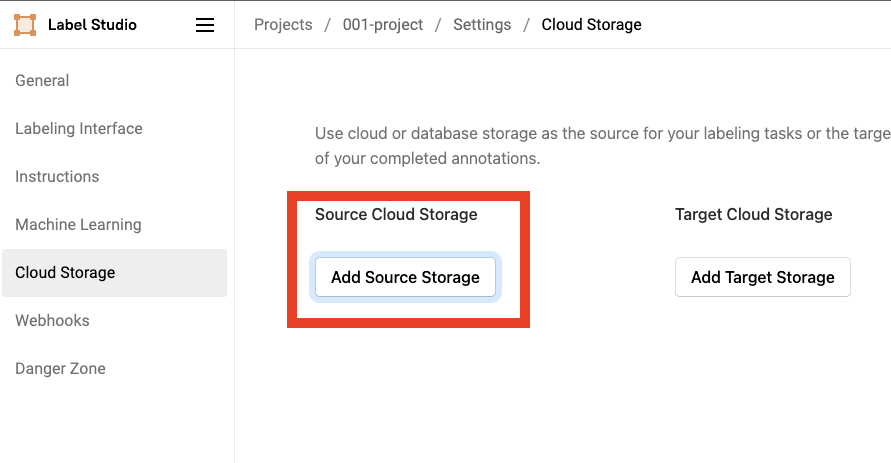 Label Studio
Projects / 001-project / Settings / Cloud Storage
General
Labeling Interface
Instructions
Machine Learning
Cloud Storage
Webhooks
Danger Zone
Use cloud or database storage as the source for your labeling tasks or the targe
of your completed annotations.
Source Cloud Storage
Add Source Storage
Target Cloud Storage
Add Target Storage